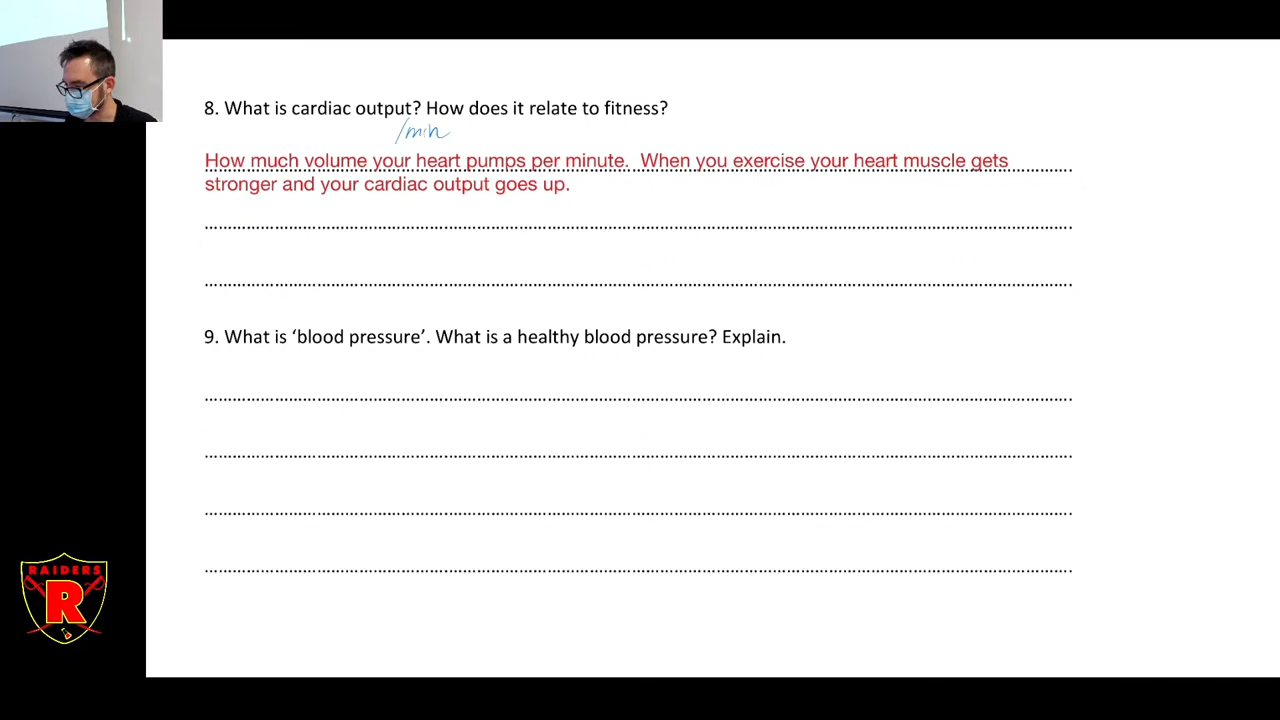 8. What is cardiac output? How does it relate to fitness?
/min
How much volume your heart pumps per minute.  When you exercise your heart muscle gets
stronger and your cardiac output goes up.
9. What is ‘blood pressure’. What is a healthy blood pressure? Explain.
RAIDERS
R